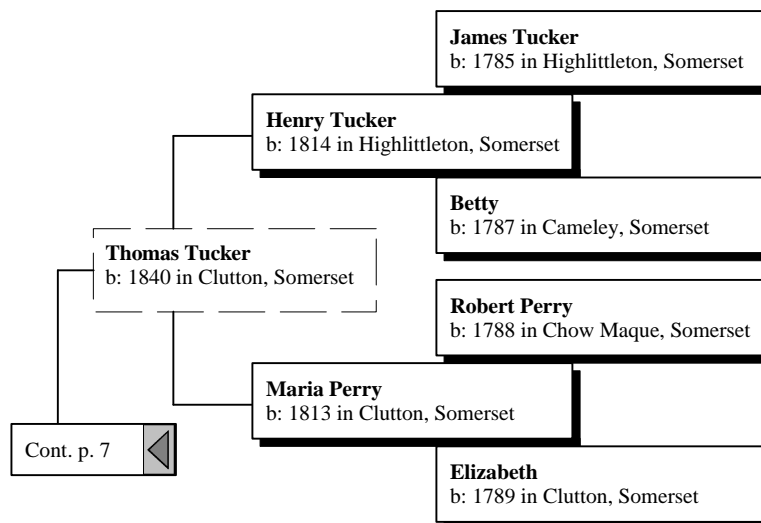 James Tucker
b: 1785 in Highlittleton, Somerset
Henry Tucker
b: 1814 in Highlittleton, Somerset
Betty
b: 1787 in Cameley, Somerset
Thomas Tucker
b: 1840 in Clutton, Somerset
Robert Perry
b: 1788 in Chow Maque, Somerset
Maria Perry
b: 1813 in Clutton, Somerset
Cont. p. 7
Elizabeth
b: 1789 in Clutton, Somerset